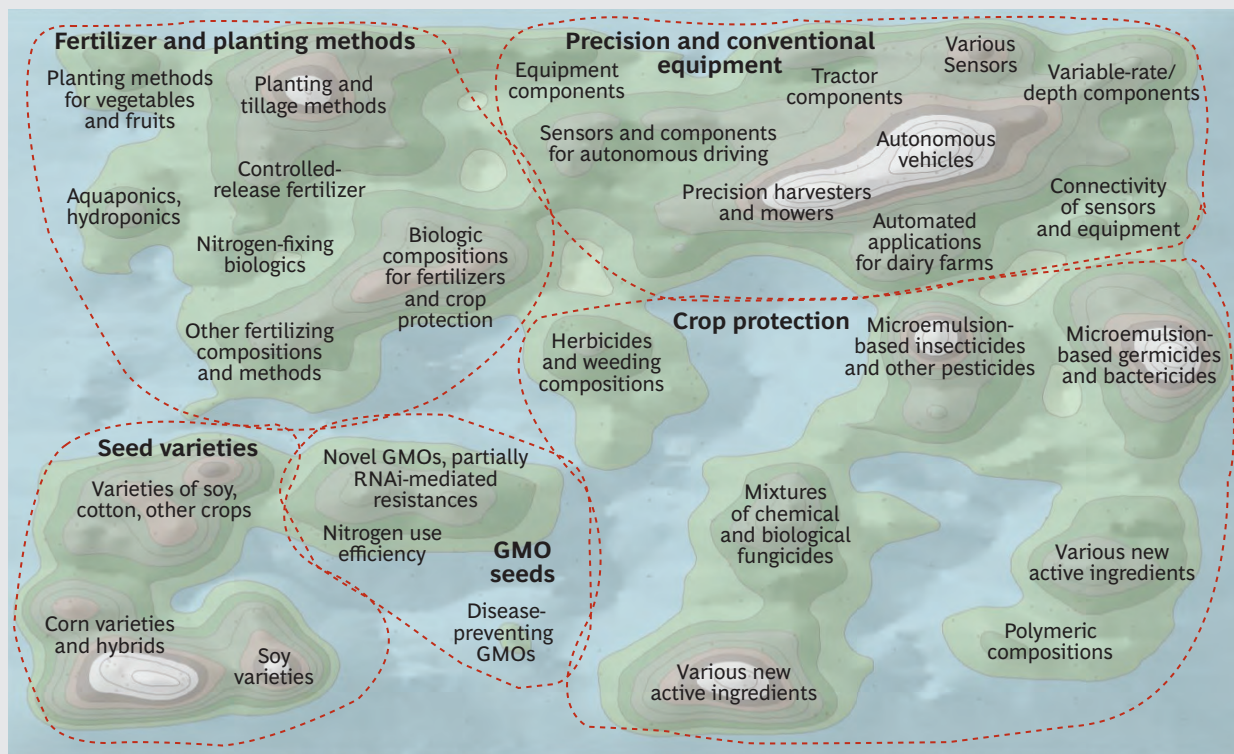 Fertilizer and planting methods
Planting methods
for vegetables
and fruits
Planting and
tillage methods
Controlled-
release fertilizer
Aquaponics,
hydroponics
Nitrogen-fixing
biologics
Biologic
compositions
for fertilizers
and crop
protection
Other fertilizing
compositions
and methods
Precision and conventional
equipment
Equipment
components
Tractor
components
Various
Sensors
Variable-rate/
depth components
Sensors and components
for autonomous driving
Autonomous
vehicles
Precision harvesters
and mowers
Automated
applications
for dairy farms
Connectivity
of sensors
and equipment
Crop protection
Herbicides
and weeding
compositions
Microemulsion-
based insecticides
and other pesticides
Microemulsion-
based germicides
and bactericides
Mixtures
of chemical
and biological
fungicides
Various new
active ingredients
Polymeric
compositions
Various new
active ingredients
Seed varieties
Varieties of soy,
cotton, other crops
Corn varieties
and hybrids
Soy
varieties
Novel GMOs, partially
RNAi-mediated
resistances
Nitrogen use
efficiency
GMO
seeds
Disease-
preventing
GMOs